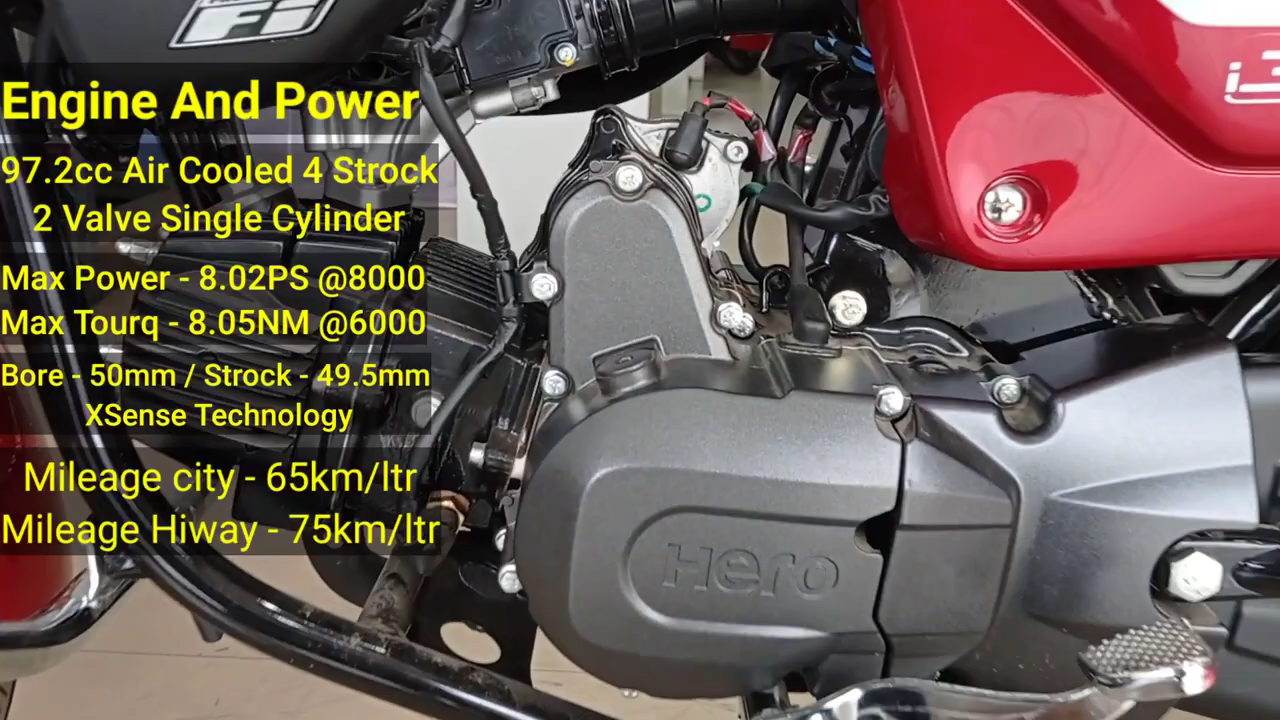 Fi
i3
Engine And Power
97.2cc Air Cooled 4 Strock
2 Valve Single Cylinder
Max Power - 8.02PS @8000
Max Tourq - 8.05NM @6000
Bore - 50mm / Strock - 49.5mm
XSense Technology
Mileage city - 65km/ltr
Mileage Hiway - 75km/ltr
Hero